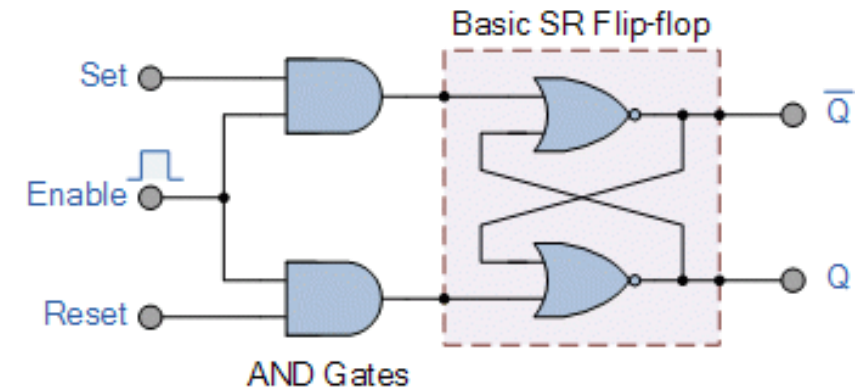 Basic SR Flip-flop
Set
Q̅
Enable
Q
Reset
AND Gates